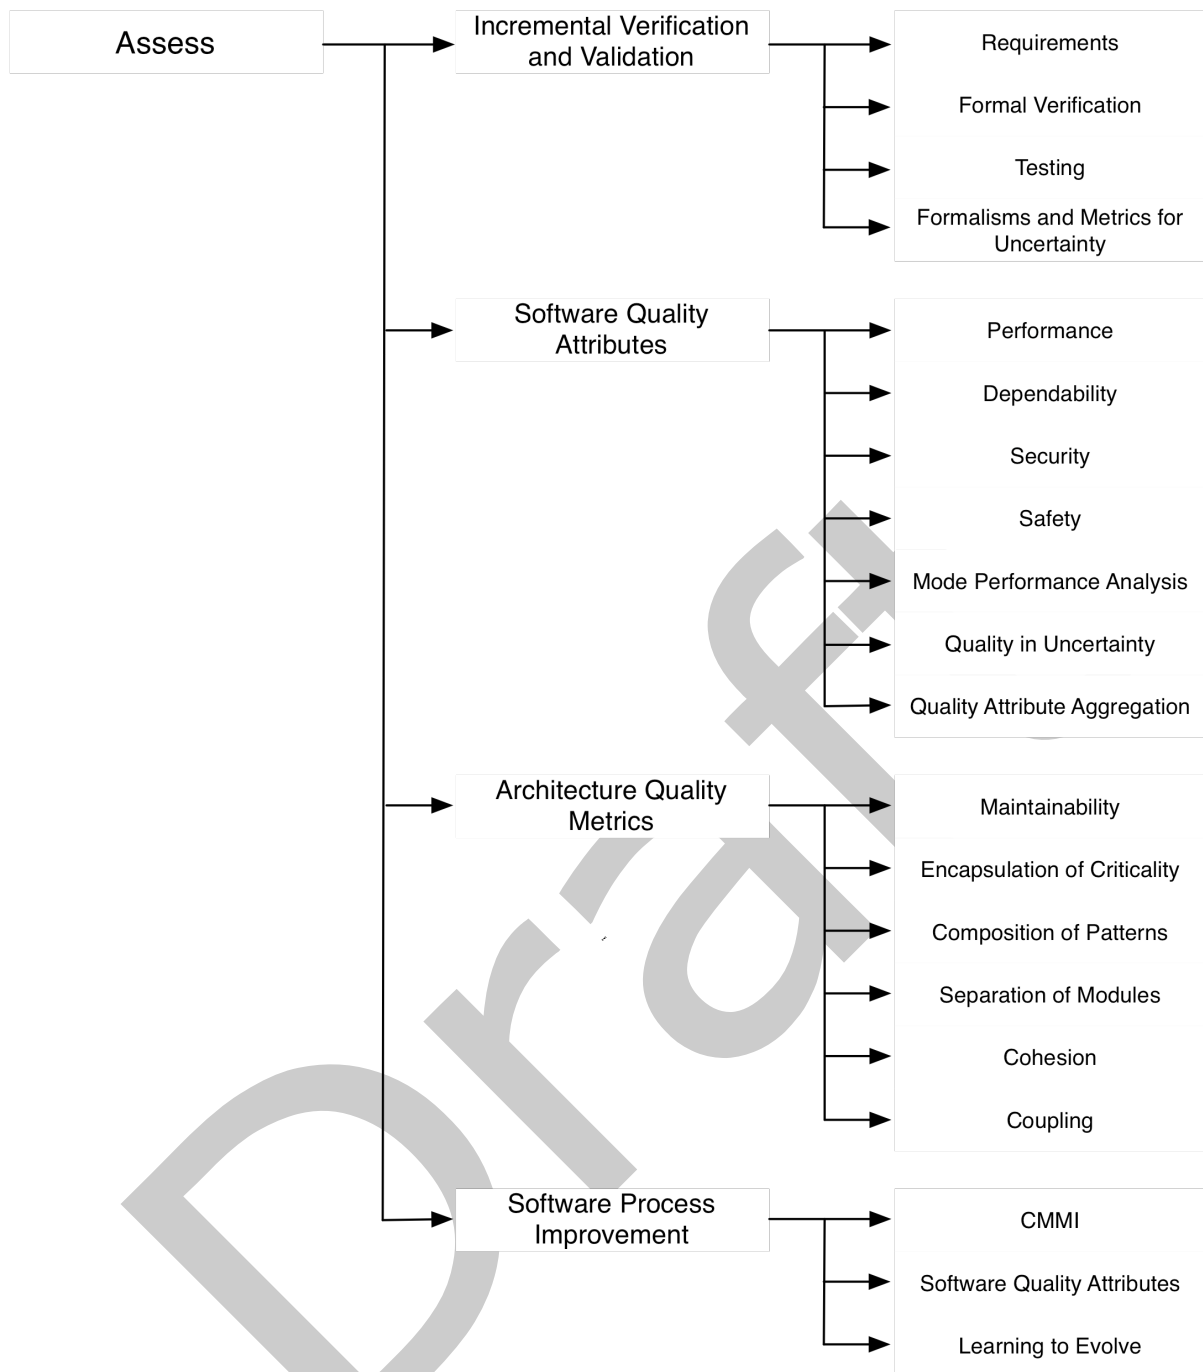 Assess
Incremental Verification
and Validation
Requirements
Formal Verification
Testing
Formalisms and Metrics for
Uncertainty
Software Quality
Attributes
Performance
Dependability
Security
Safety
Mode Performance Analysis
Quality in Uncertainty
Quality Attribute Aggregation
Architecture Quality
Metrics
Maintainability
Encapsulation of Criticality
Composition of Patterns
Separation of Modules
Cohesion
Coupling
Software Process
Improvement
CMMI
Software Quality Attributes
Learning to Evolve
Draft